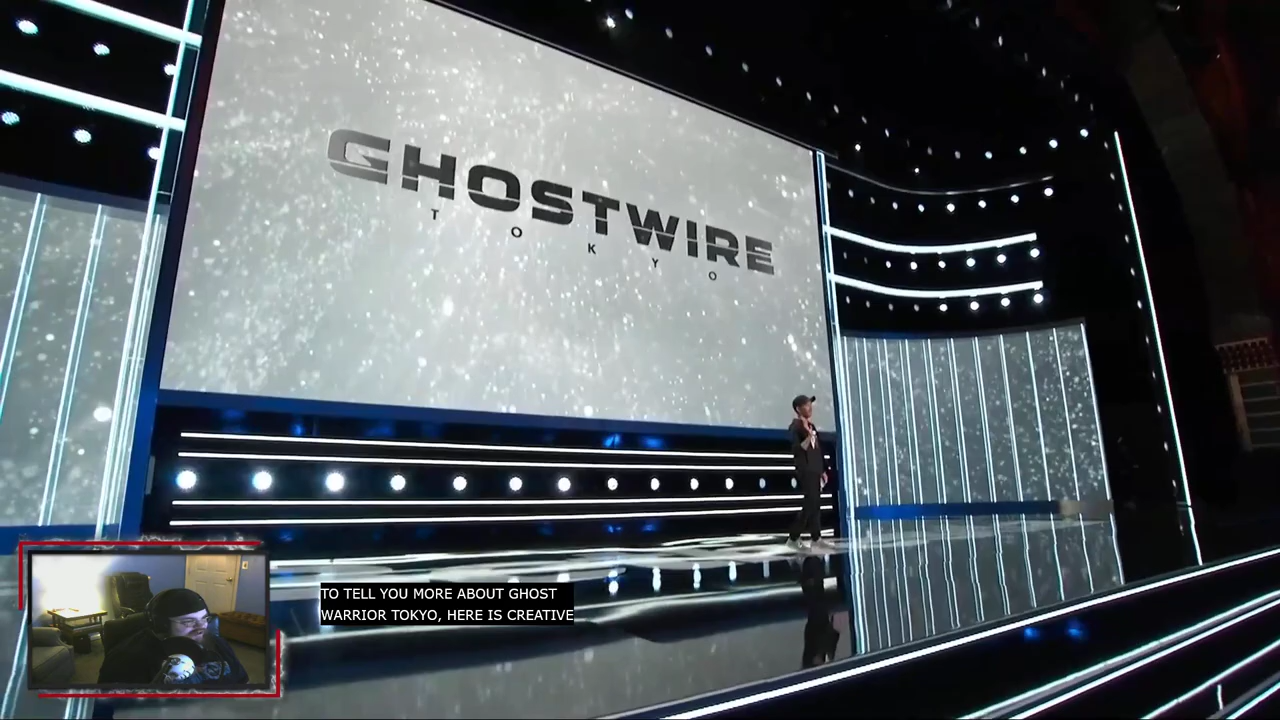 GHOSTWIRE
TOKYO
TO TELL YOU MORE ABOUT GHOST
WARRIOR TOKYO, HERE IS CREATIVE